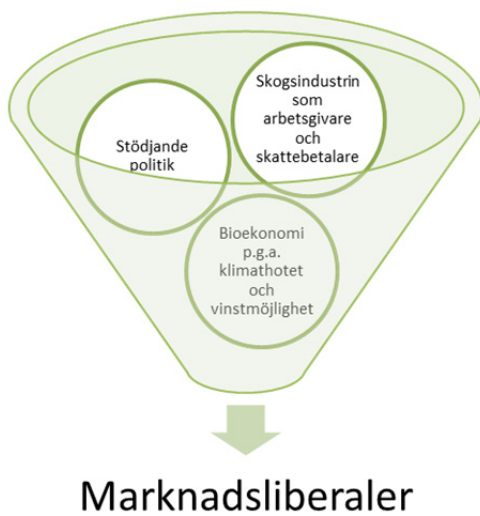 Skogsindustrin
som
arbetsgivare
och
skattebetalare
Stödjande
politik
Bioekonomi
p.g.a.
klimathotet
och
vinstmöjlighet
Marknadsliberaler